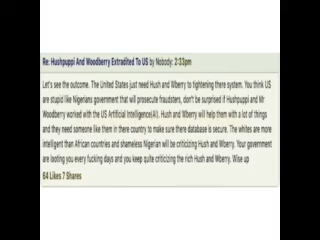 Re: Hushpuppi And Woodberry Extradited To US by Nobody: 2:33pm
Let's see the outcome. The United States just need Hush and Wberry to tightening there system. You think US
are stupid like Nigerians government that will prosecute fraudsters, don't be surprised if Hushpuppi and Mr
Woodberry worked with the US Artificial Intelligence(AI). Hush and Wberry will help them with a lot of things
and they need someone like them in there country to make sure there database is secure. The whites are more
intelligent than African countries and shameless Nigerian will be criticizing Hush and Wberry. Your government
are looting you every fucking days and you keep quite criticizing the rich Hush and Wberry. Wise up
64 Likes 7 Shares